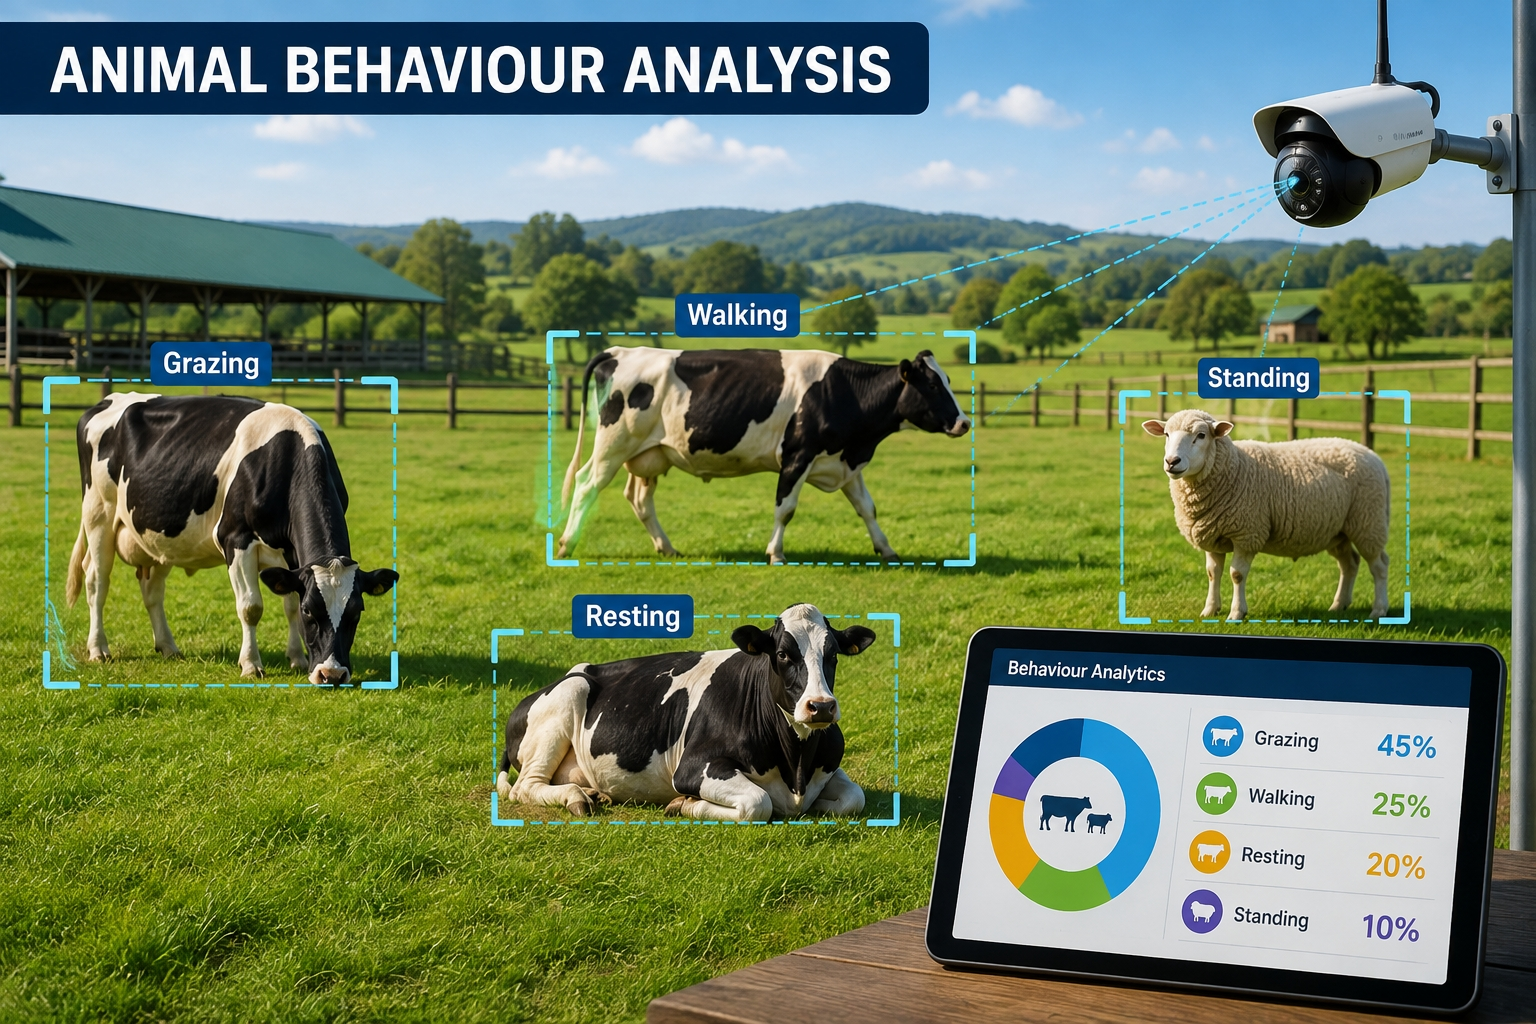 ANIMAL BEHAVIOUR ANALYSIS
Walking
Grazing
Standing
Resting
Behaviour Analytics
Grazing 45%
Walking 25%
Resting 20%
Standing 10%